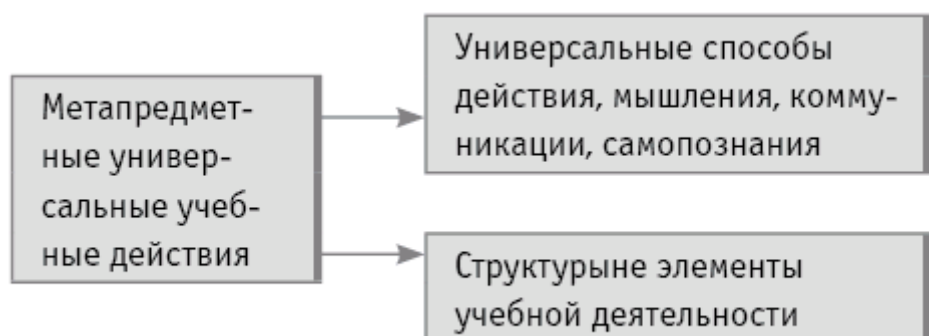 Метапредмет-
ные универ-
сальные учеб-
ные действия
Универсальные способы
действия, мышления, комму-
никации, самопознания
Структурыне элементы
учебной деятельности